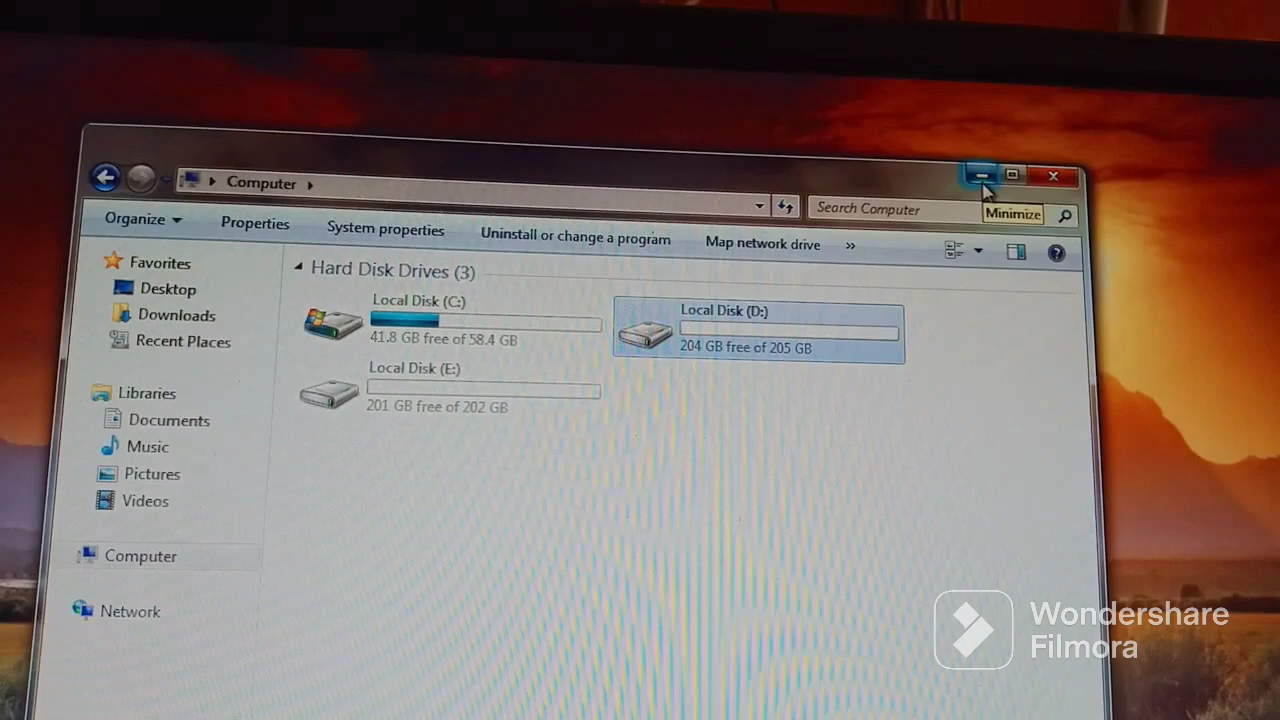 Computer
Search Computer
Minimize
Organize
Properties
System properties
Uninstall or change a program
Map network drive
»
Favorites
Desktop
Downloads
Recent Places
Libraries
Documents
Music
Pictures
Videos
Computer
Network
Hard Disk Drives (3)
Local Disk (C:)
41.8 GB free of 58.4 GB
Local Disk (D:)
204 GB free of 205 GB
Local Disk (E:)
201 GB free of 202 GB
Wondershare
Filmora